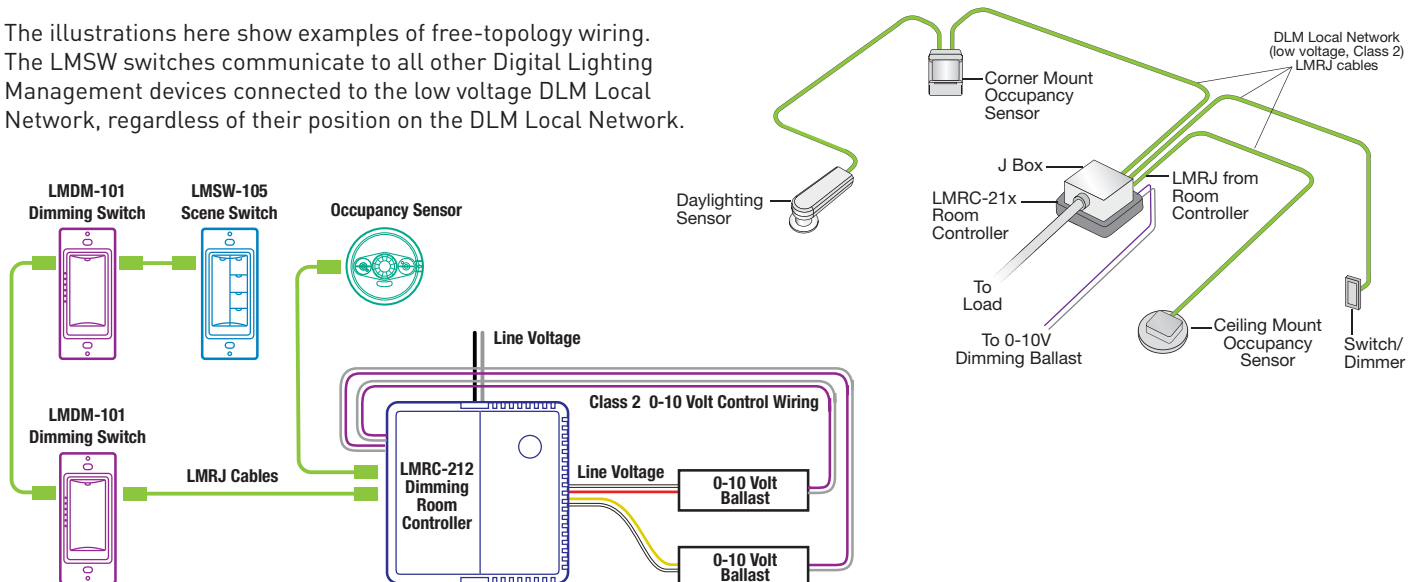 The illustrations here show examples of free-topology wiring.
The LMSW switches communicate to all other Digital Lighting
Management devices connected to the low voltage DLM Local
Network, regardless of their position on the DLM Local Network.
DLM Local Network
(low voltage, Class 2)
LMRJ cables
Corner Mount
Occupancy
Sensor
J Box
LMRC-21x
Room
Controller
LMRJ from
Room
Controller
Daylighting
Sensor
To
Load
To 0-10V
Dimming Ballast
Ceiling Mount
Occupancy
Sensor
Switch/
Dimmer
LMDM-101
Dimming Switch
LMSW-105
Scene Switch
Occupancy Sensor
Line Voltage
Class 2 0-10 Volt Control Wiring
LMDM-101
Dimming Switch
LMRJ Cables
LMRC-212
Dimming
Room
Controller
Line Voltage
0-10 Volt
Ballast
0-10 Volt
Ballast